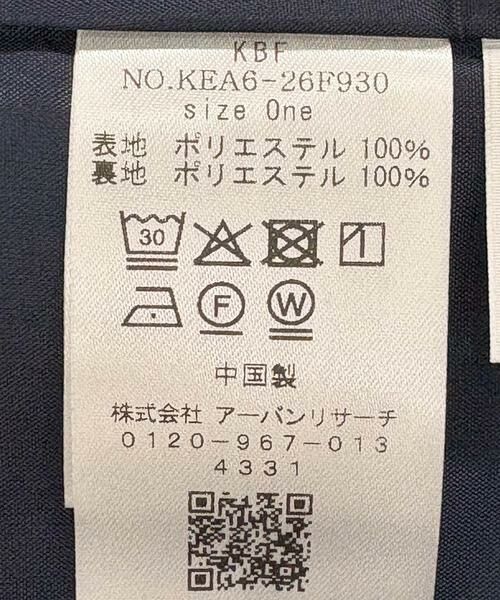 KBF
NO.KEA6-26F930
size One
表地 ポリエステル 100%
裏地 ポリエステル 100%
30
F W
中国製
株式会社 アーバンリサーチ
0120-967-013
4331